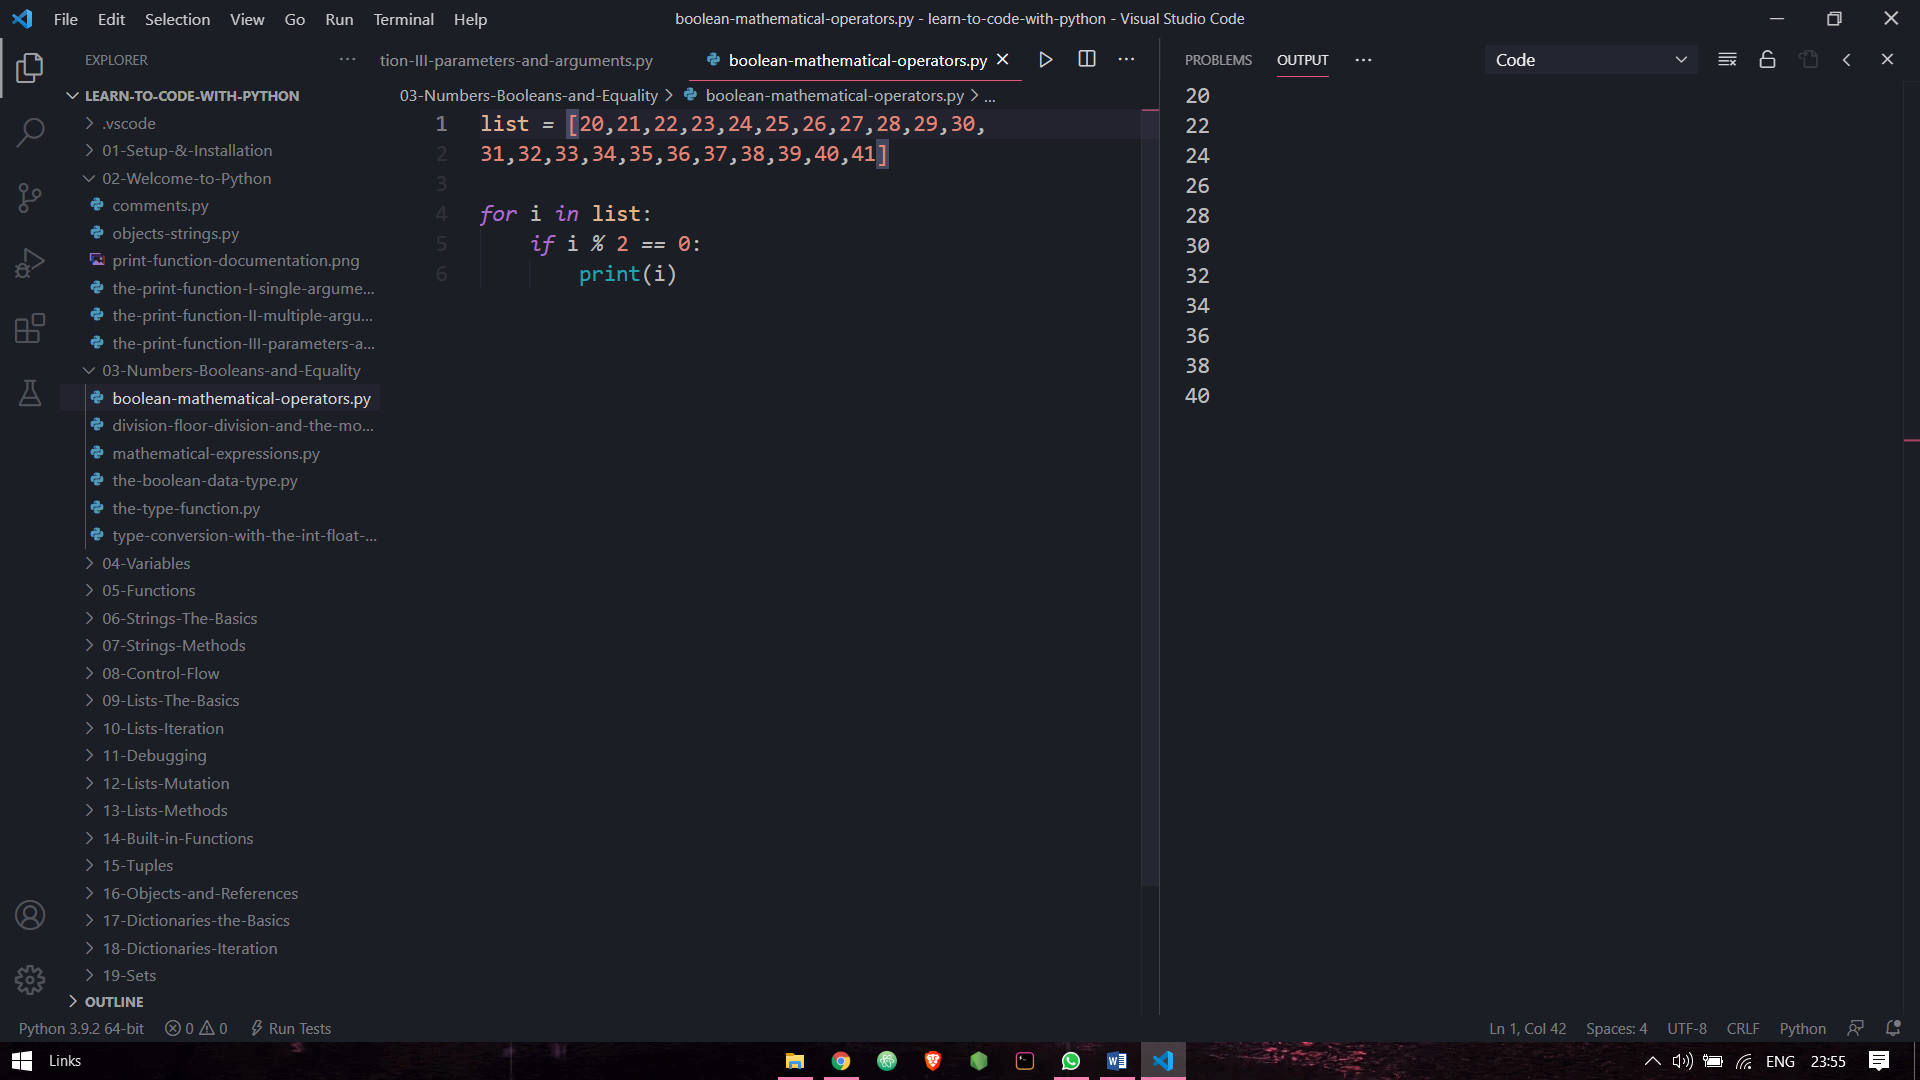 File Edit Selection View Go Run Terminal Help
boolean-mathematical-operators.py - learn-to-code-with-python - Visual Studio Code
EXPLORER
LEARN-TO-CODE-WITH-PYTHON
.vscode
01-Setup-&-Installation
02-Welcome-to-Python
comments.py
objects-strings.py
print-function-documentation.png
the-print-function-I-single-argume...
the-print-function-II-multiple-argu...
the-print-function-III-parameters-a...
03-Numbers-Booleans-and-Equality
boolean-mathematical-operators.py
division-floor-division-and-the-mo...
mathematical-expressions.py
the-boolean-data-type.py
the-type-function.py
type-conversion-with-the-int-float-...
04-Variables
05-Functions
06-Strings-The-Basics
07-Strings-Methods
08-Control-Flow
09-Lists-The-Basics
10-Lists-Iteration
11-Debugging
12-Lists-Mutation
13-Lists-Methods
14-Built-in-Functions
15-Tuples
16-Objects-and-References
17-Dictionaries-the-Basics
18-Dictionaries-Iteration
19-Sets
OUTLINE
tion-III-parameters-and-arguments.py boolean-mathematical-operators.py
03-Numbers-Booleans-and-Equality > boolean-mathematical-operators.py > ...
1 list = [20,21,22,23,24,25,26,27,28,29,30,
2 31,32,33,34,35,36,37,38,39,40,41]
3
4 for i in list:
5     if i % 2 == 0:
6         print(i)
PROBLEMS OUTPUT ... Code
20
22
24
26
28
30
32
34
36
38
40
Python 3.9.2 64-bit 0 0 Run Tests
Ln 1, Col 42 Spaces: 4 UTF-8 CRLF Python
Links
ENG 23:55